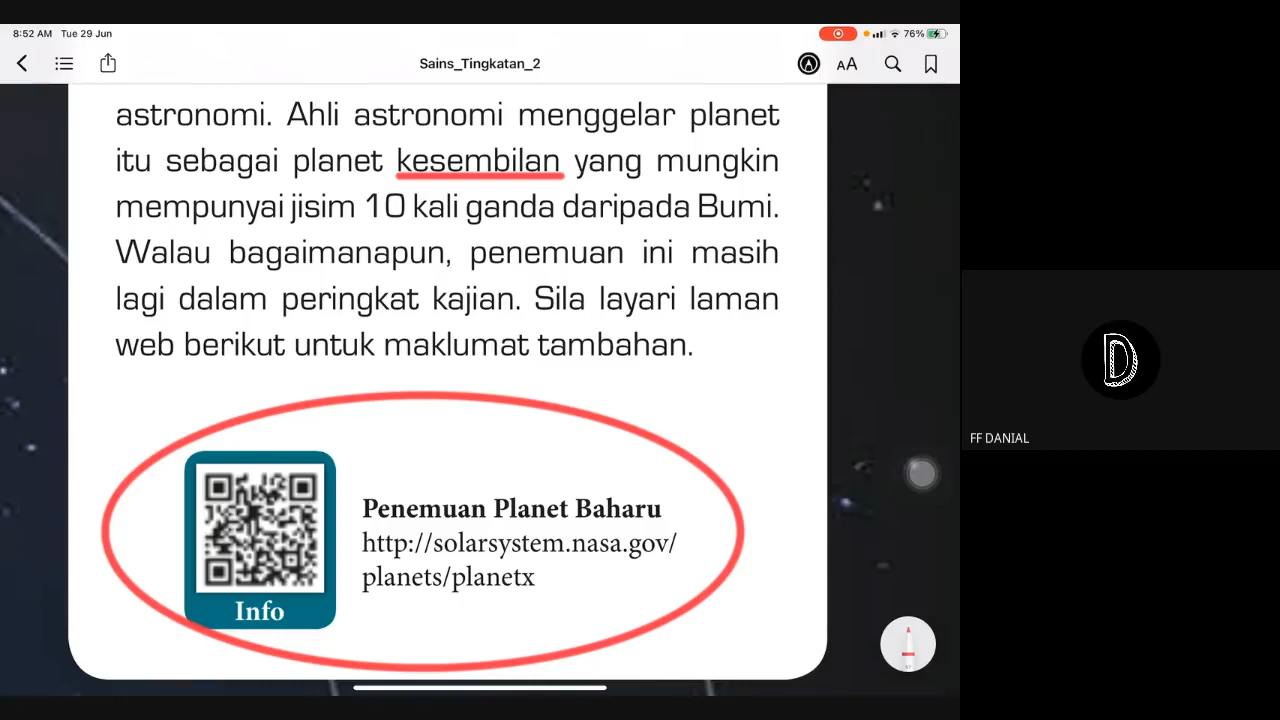 8:52 AM Tue 29 Jun
76%
Sains_Tingkatan_2
AA
astronomi. Ahli astronomi menggelar planet
itu sebagai planet kesembilan yang mungkin
mempunyai jisim 10 kali ganda daripada Bumi.
Walau bagaimanapun, penemuan ini masih
lagi dalam peringkat kajian. Sila layari laman
web berikut untuk maklumat tambahan.
Penemuan Planet Baharu
http://solarsystem.nasa.gov/
planets/planetx
Info
D
FF DANIAL